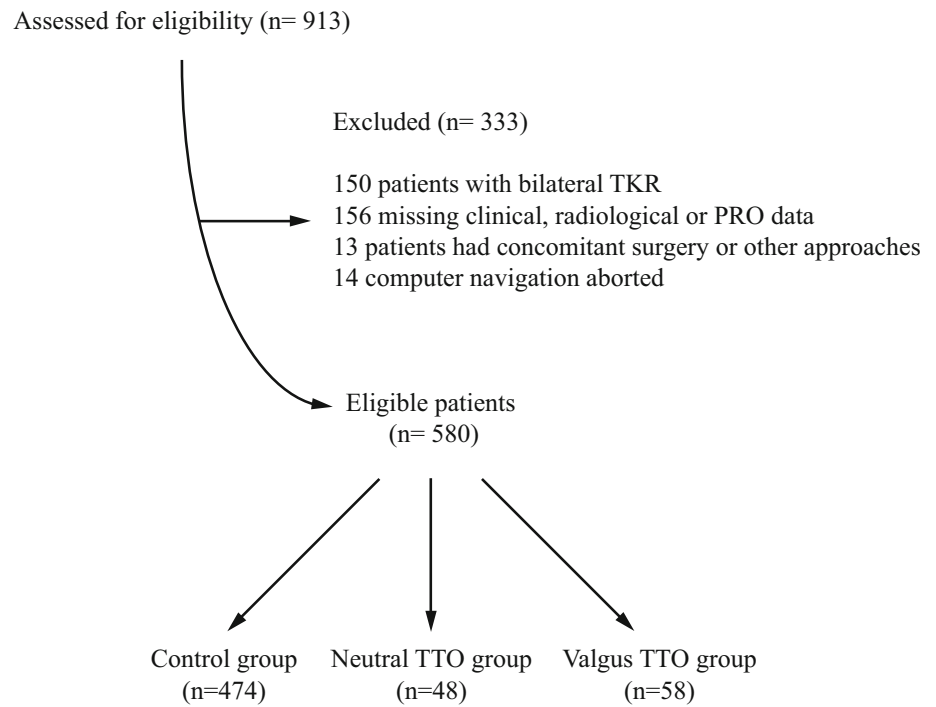 Assessed for eligibility (n= 913)
Excluded (n= 333)
150 patients with bilateral TKR
156 missing clinical, radiological or PRO data
13 patients had concomitant surgery or other approaches
14 computer navigation aborted
Eligible patients
(n= 580)
Control group
(n=474)
Neutral TTO group
(n=48)
Valgus TTO group
(n=58)